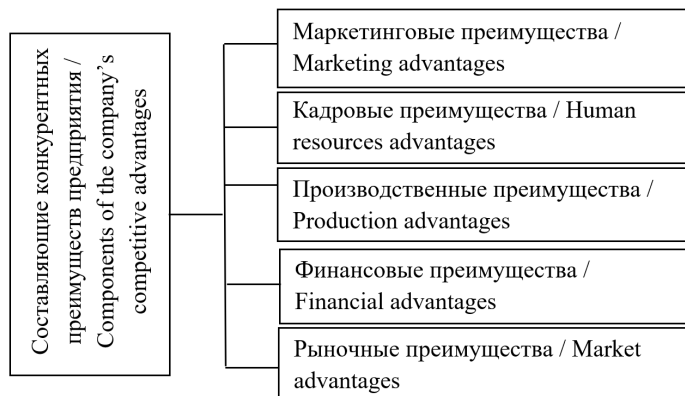 Составляющие конкурентных
преимуществ предприятия /
Components of the company’s
competitive advantages
Маркетинговые преимущества /
Marketing advantages
Кадровые преимущества / Human
resources advantages
Производственные преимущества /
Production advantages
Финансовые преимущества /
Financial advantages
Рыночные преимущества / Market
advantages